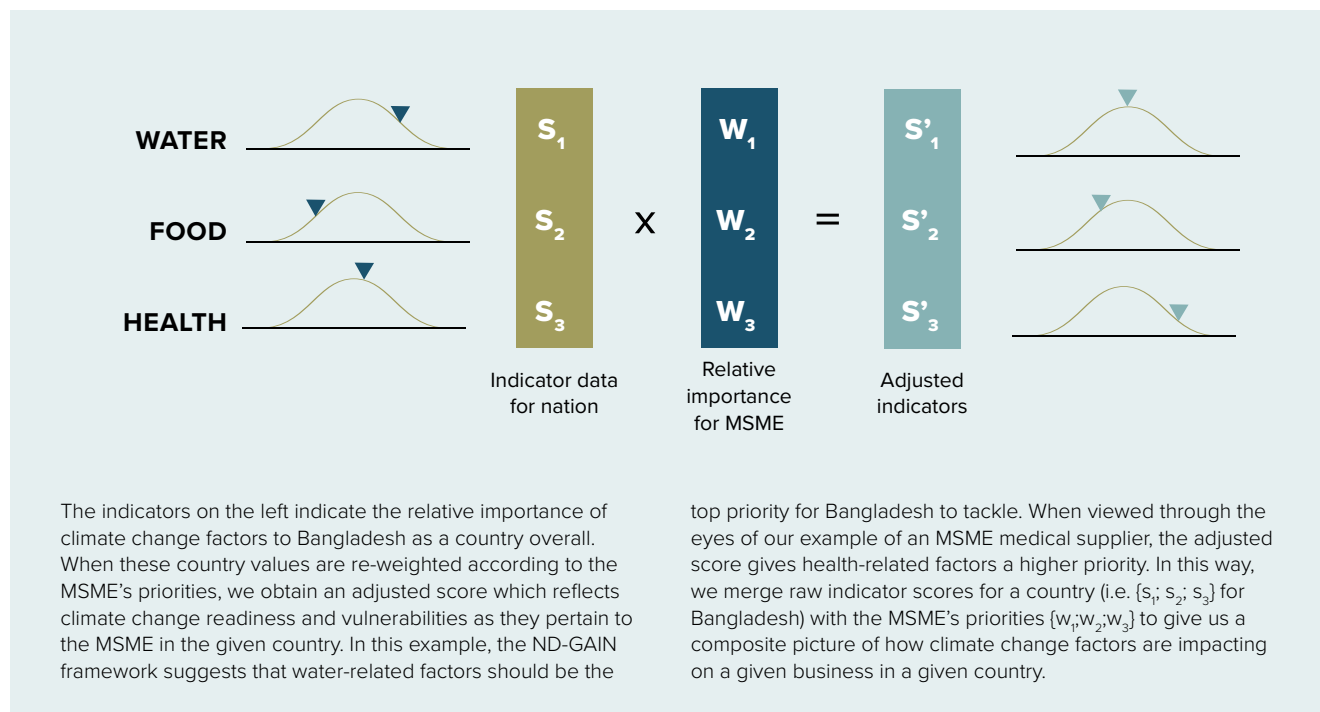 WATER
FOOD
HEALTH
S1
S2
S3
x
W1
W2
W3
=
S’1
S’2
S’3
Indicator data
for nation
Relative
importance
for MSME
Adjusted
indicators
The indicators on the left indicate the relative importance of
climate change factors to Bangladesh as a country overall.
When these country values are re-weighted according to the
MSME’s priorities, we obtain an adjusted score which reflects
climate change readiness and vulnerabilities as they pertain to
the MSME in the given country. In this example, the ND-GAIN
framework suggests that water-related factors should be the
top priority for Bangladesh to tackle. When viewed through the
eyes of our example of an MSME medical supplier, the adjusted
score gives health-related factors a higher priority. In this way,
we merge raw indicator scores for a country (i.e. {s1; s2; s3} for
Bangladesh) with the MSME’s priorities {w1;w2;w3} to give us a
composite picture of how climate change factors are impacting
on a given business in a given country.